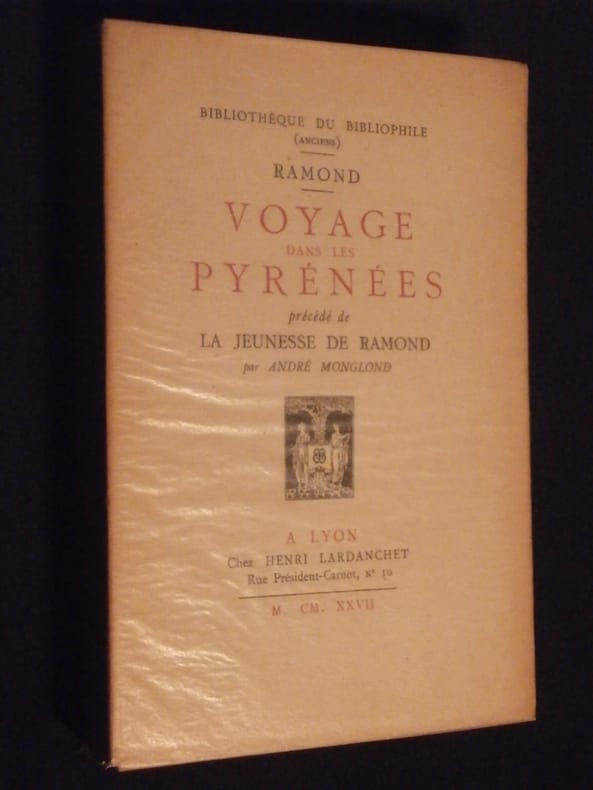 BIBLIOTHÈQUE DU BIBLIOPHILE
(ANCIENS)
RAMOND
VOYAGE
DANS LES
PYRÉNÉES
précédé de
LA JEUNESSE DE RAMOND
par ANDRÉ MONGLOND
A LYON
Chez HENRI LARDANCHET
Rue Président-Carnot, Nº 10
M. CM. XXVII